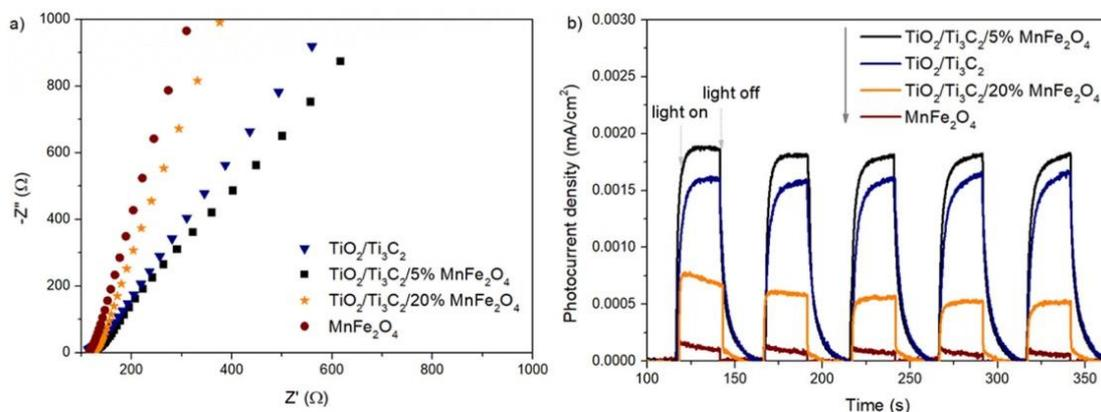 a)
1000
800
600
400
200
0
-Z″ (Ω)
TiO₂/Ti₃C₂
TiO₂/Ti₃C₂/5% MnFe₂O₄
TiO₂/Ti₃C₂/20% MnFe₂O₄
MnFe₂O₄
200 400 600 800 1000
Z' (Ω)
b)
0.0030
0.0025
0.0020
0.0015
0.0010
0.0005
0.0000
Photocurrent density (mA/cm²)
TiO₂/Ti₃C₂/5% MnFe₂O₄
TiO₂/Ti₃C₂
TiO₂/Ti₃C₂/20% MnFe₂O₄
MnFe₂O₄
light off
light on
100 150 200 250 300 350
Time (s)